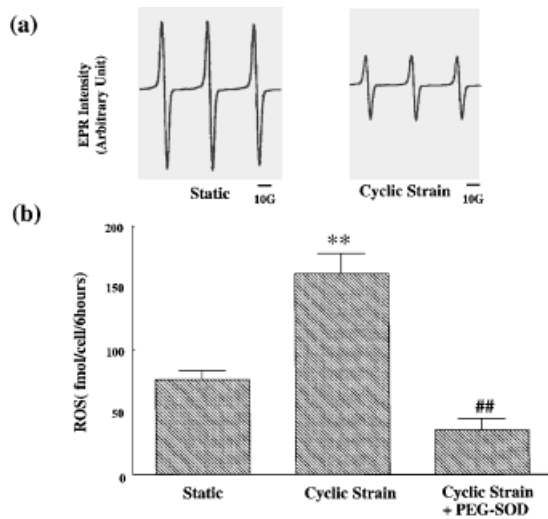 (a)
EPR Intensity
(Arbitrary Unit)
Static
10G
Cyclic Strain
10G
(b)
ROS( fmol/cell/6hours)
200
150
100
50
0
**
##
Static
Cyclic Strain
Cyclic Strain
+ PEG-SOD